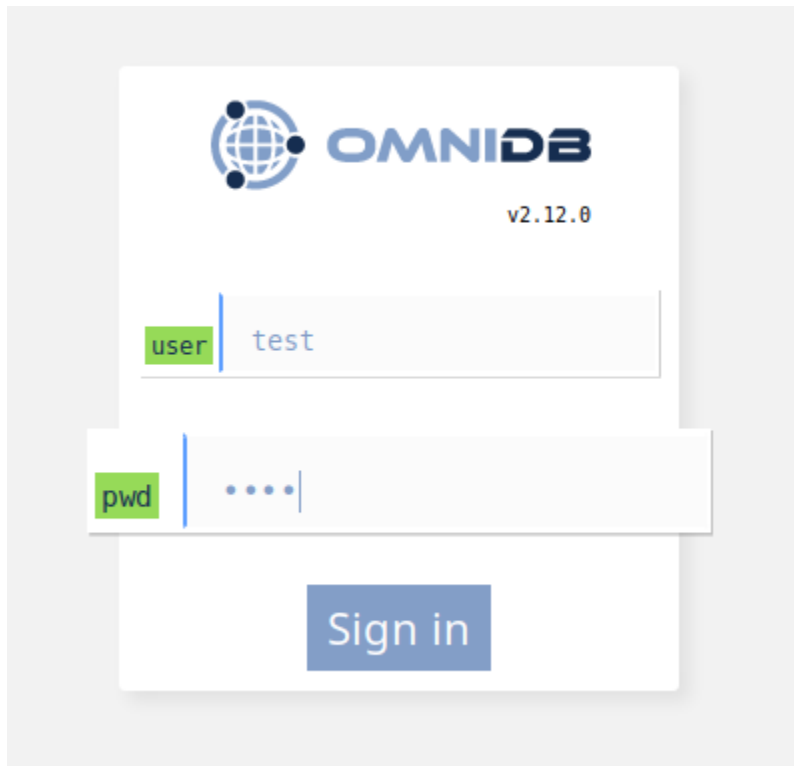 OMNIDB
v2.12.0
user test
pwd ••••
Sign in